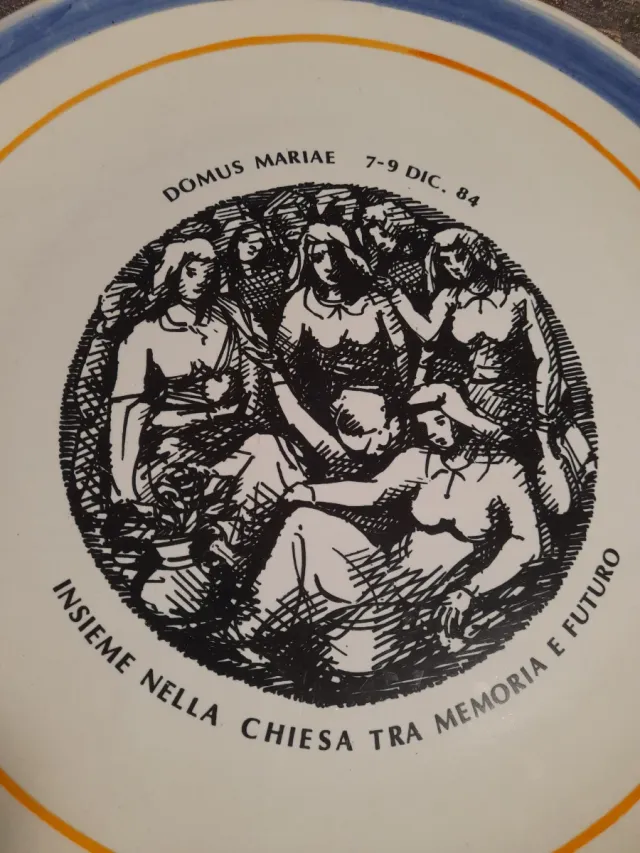 DOMUS MARIAE 7-9 DIC. 84
INSIEME NELLA CHIESA TRA MEMORIA E FUTURO